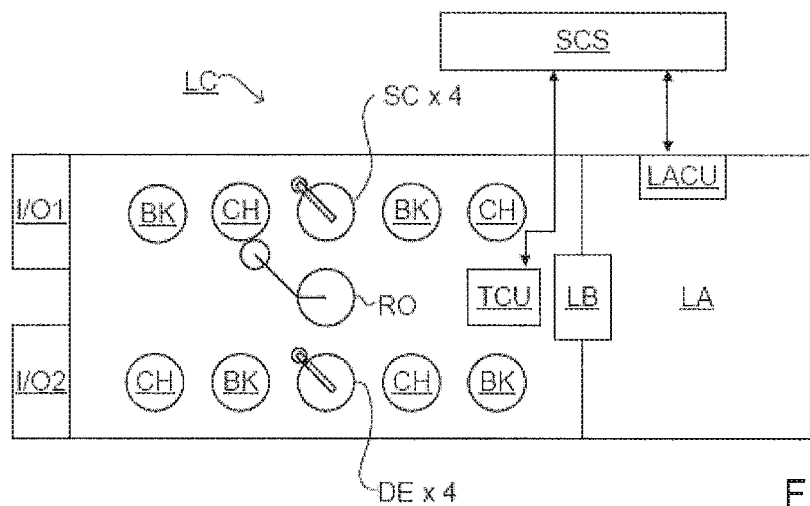 SCS
LC
SC x 4
I/O1
BK
CH
BK
CH
LACU
RO
TCU
LB
LA
I/O2
CH
BK
CH
BK
DE x 4
F